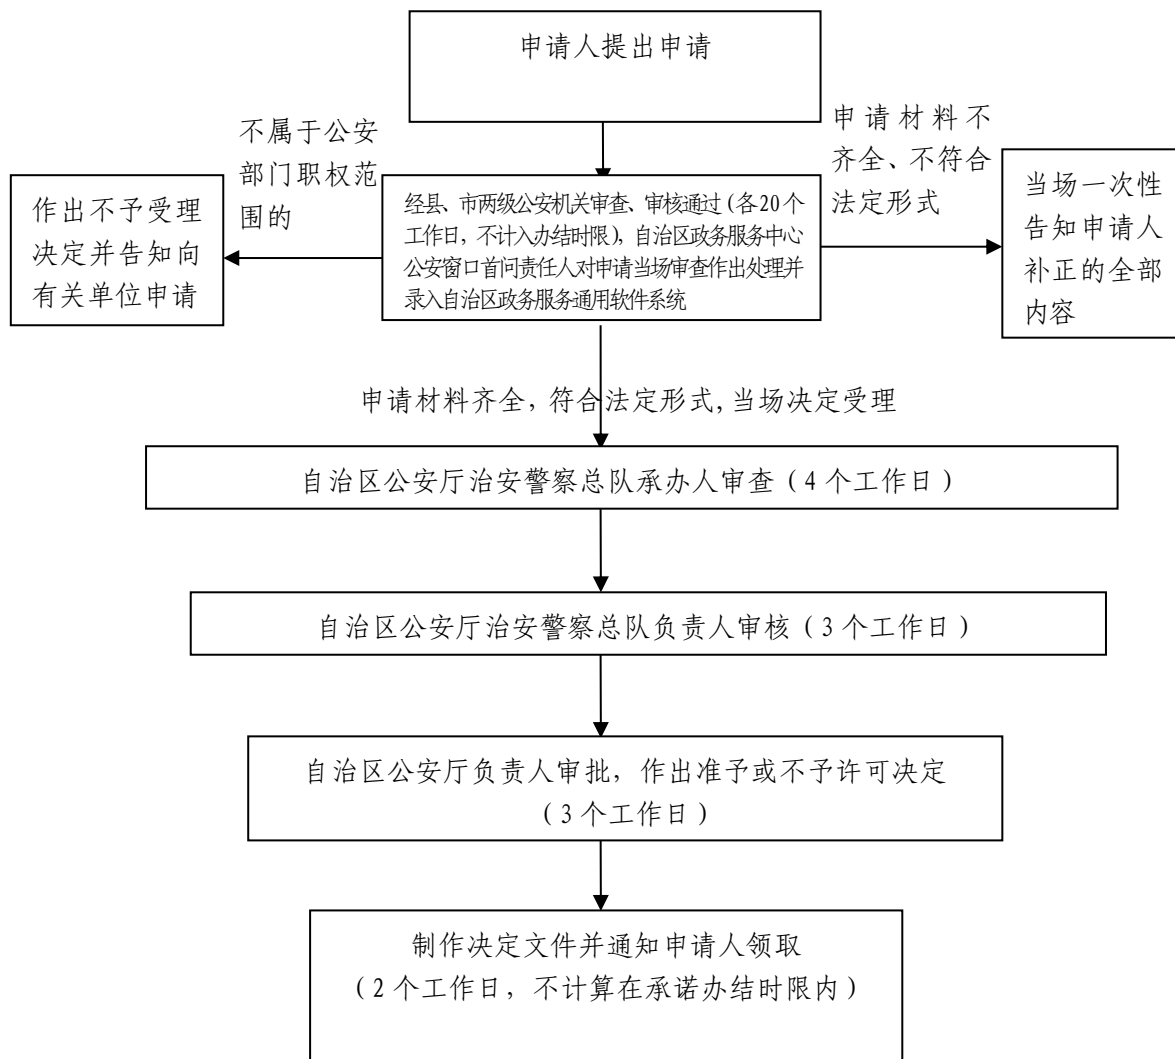 申请人提出申请
不属于公安
部门职权范
围的
申请材料不
齐全、不符合
法定形式
作出不予受理
决定并告知向
有关单位申请
经县、市两级公安机关审查、审核通过(各20个
工作日，不计入办结时限)，自治区政务服务中心
公安窗口首问责任人对申请当场审查作出处理并
录入自治区政务服务通用软件系统
当场一次性
告知申请人
补正的全部
内容
申请材料齐全，符合法定形式,当场决定受理
自治区公安厅治安警察总队承办人审查（4个工作日）
自治区公安厅治安警察总队负责人审核（3个工作日）
自治区公安厅负责人审批，作出准予或不予许可决定
（3个工作日）
制作决定文件并通知申请人领取
（2个工作日，不计算在承诺办结时限内）